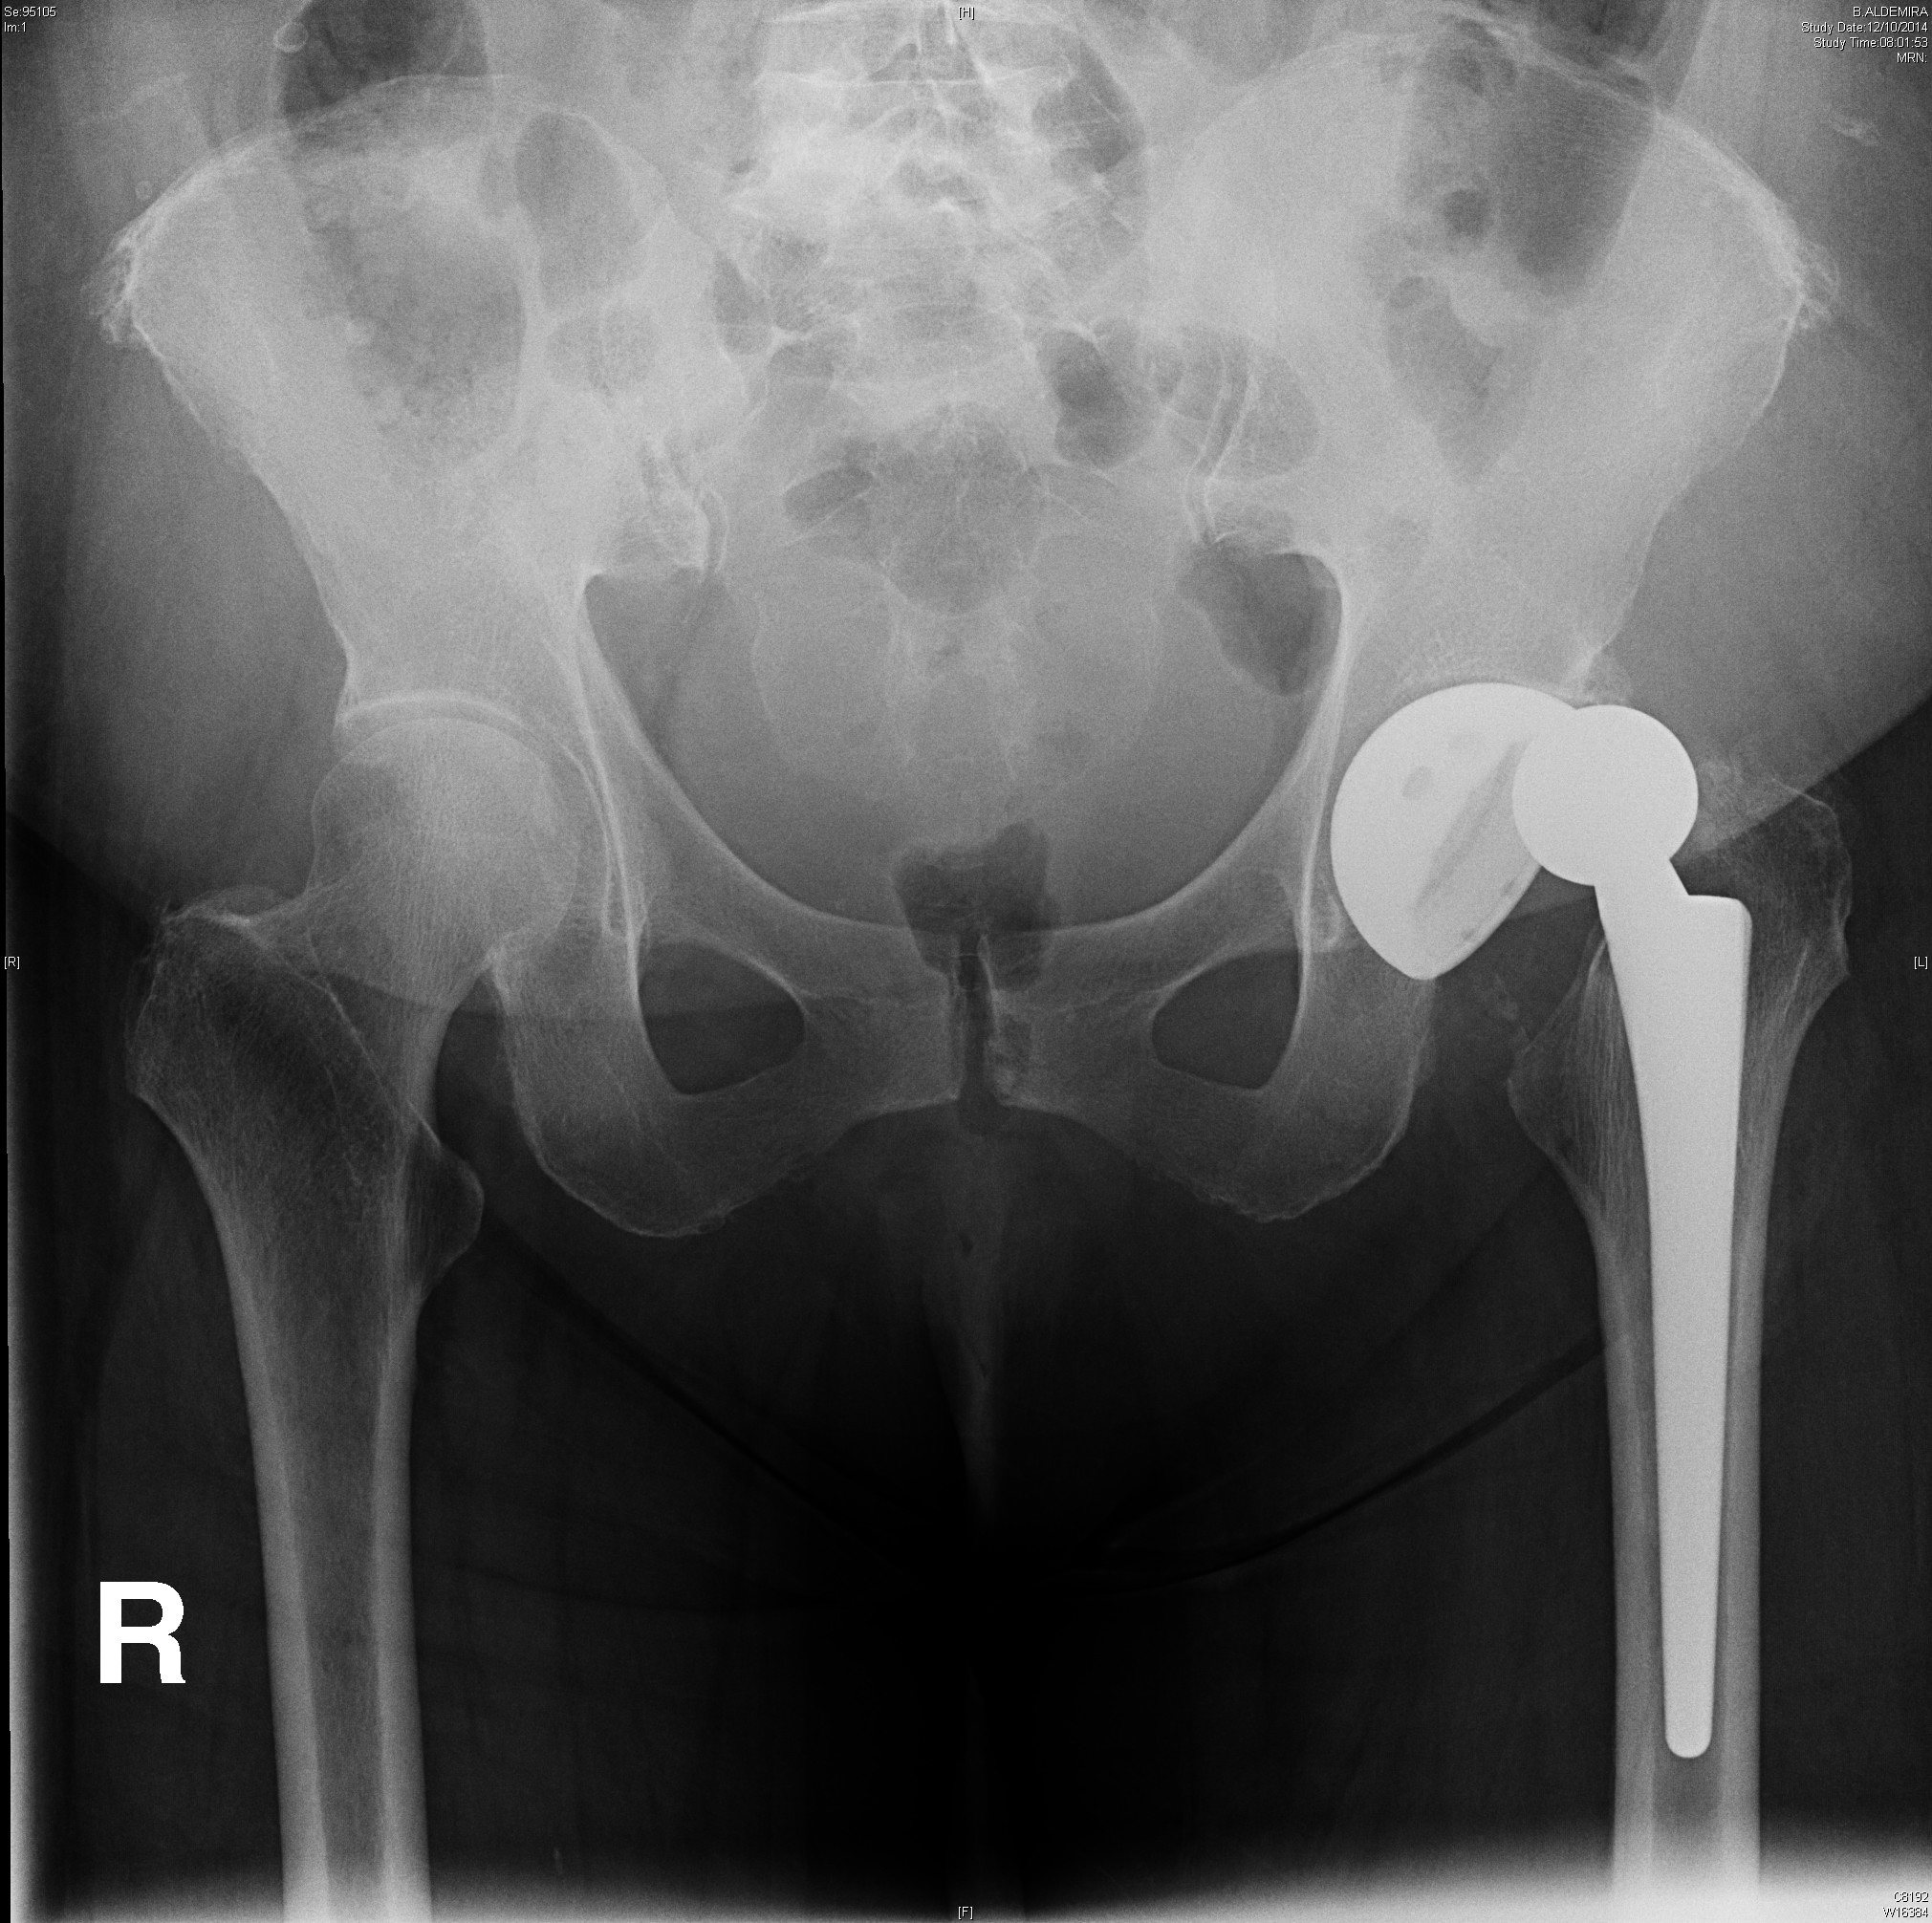 Se:95105
Im:1
[H]
B.ALDEMIRA
Study Date:12/10/2014
Study Time:08:01:53
MRN:
[R]
[L]
R
[F]
C8192
W16384